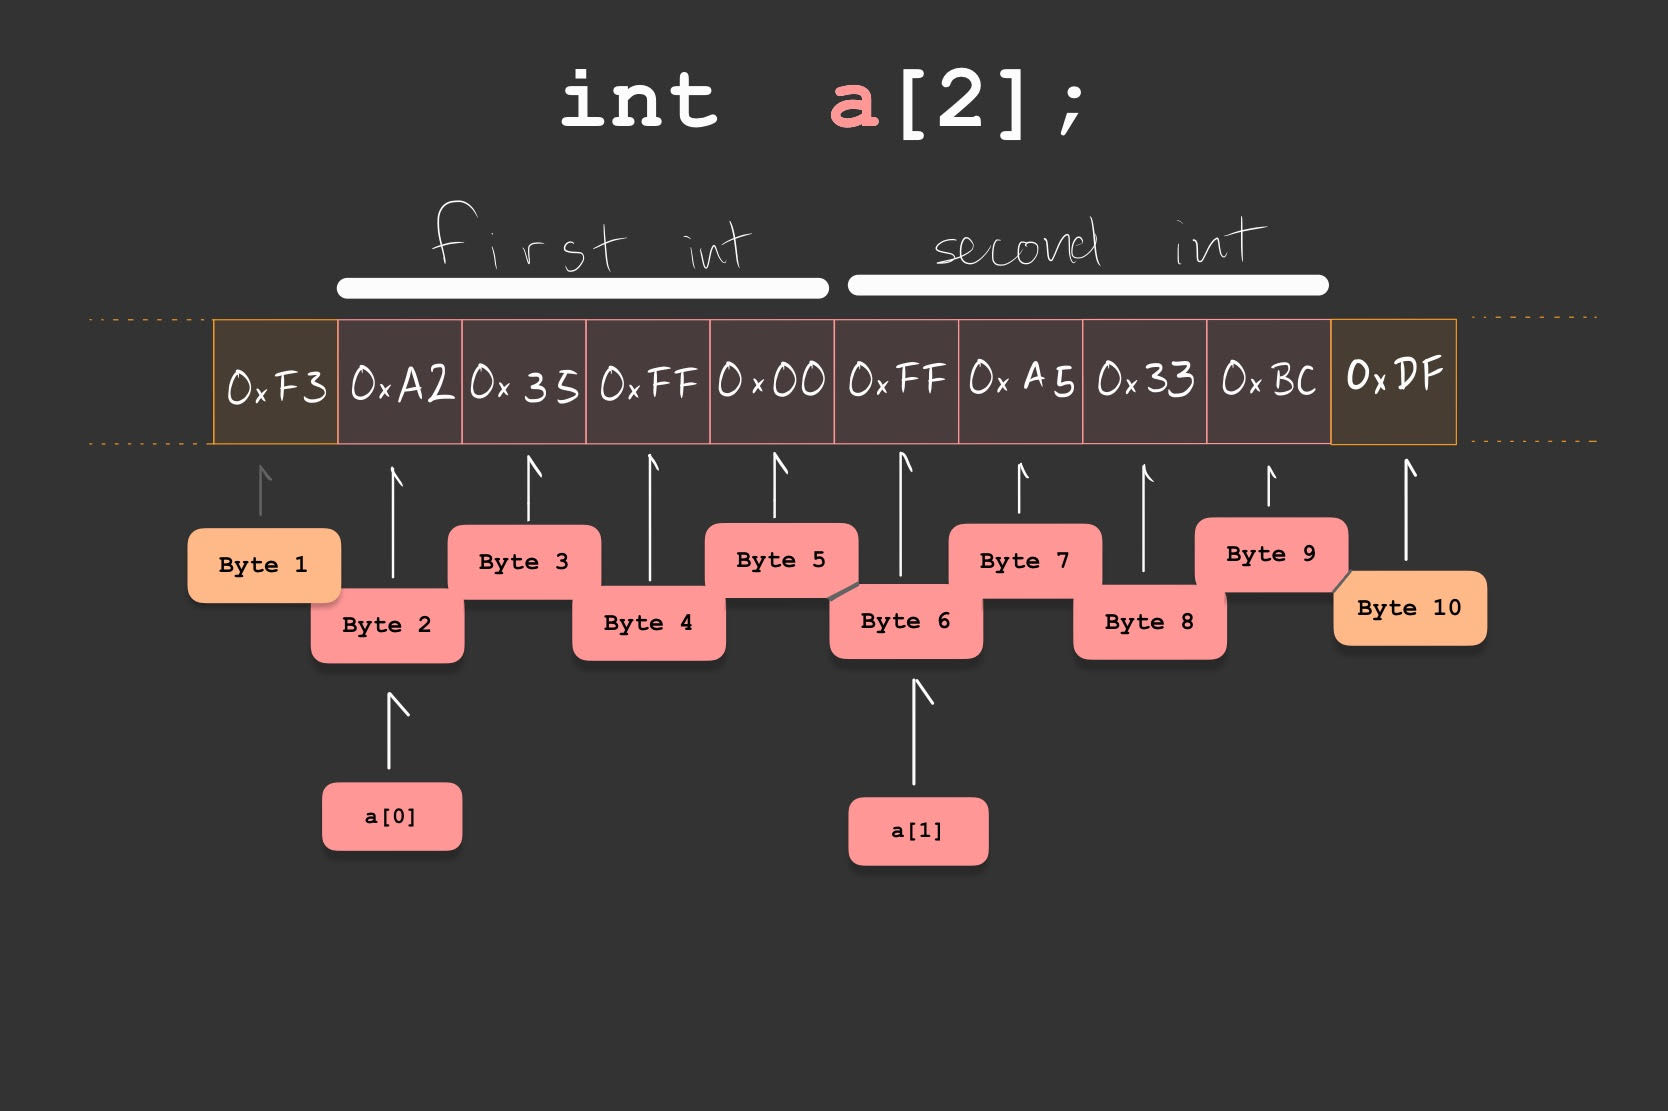 int a[2];
first int second int
0xF3 0xA2 0x35 0xFF 0x00 0xFF 0xA5 0x33 0xBC 0xDF
Byte 1 Byte 3 Byte 5 Byte 7 Byte 9
Byte 2 Byte 4 Byte 6 Byte 8 Byte 10
a[0] a[1]